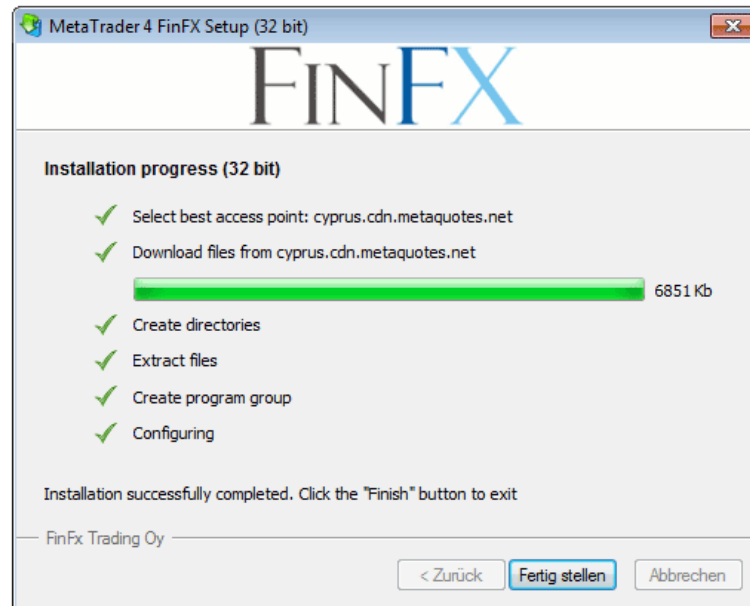 MetaTrader 4 FinFX Setup (32 bit)
FINFX
Installation progress (32 bit)
Select best access point: cyprus.cdn.metaquotes.net
Download files from cyprus.cdn.metaquotes.net
6851 Kb
Create directories
Extract files
Create program group
Configuring
Installation successfully completed. Click the "Finish" button to exit
FinFx Trading Oy
< Zurück Fertig stellen Abbrechen